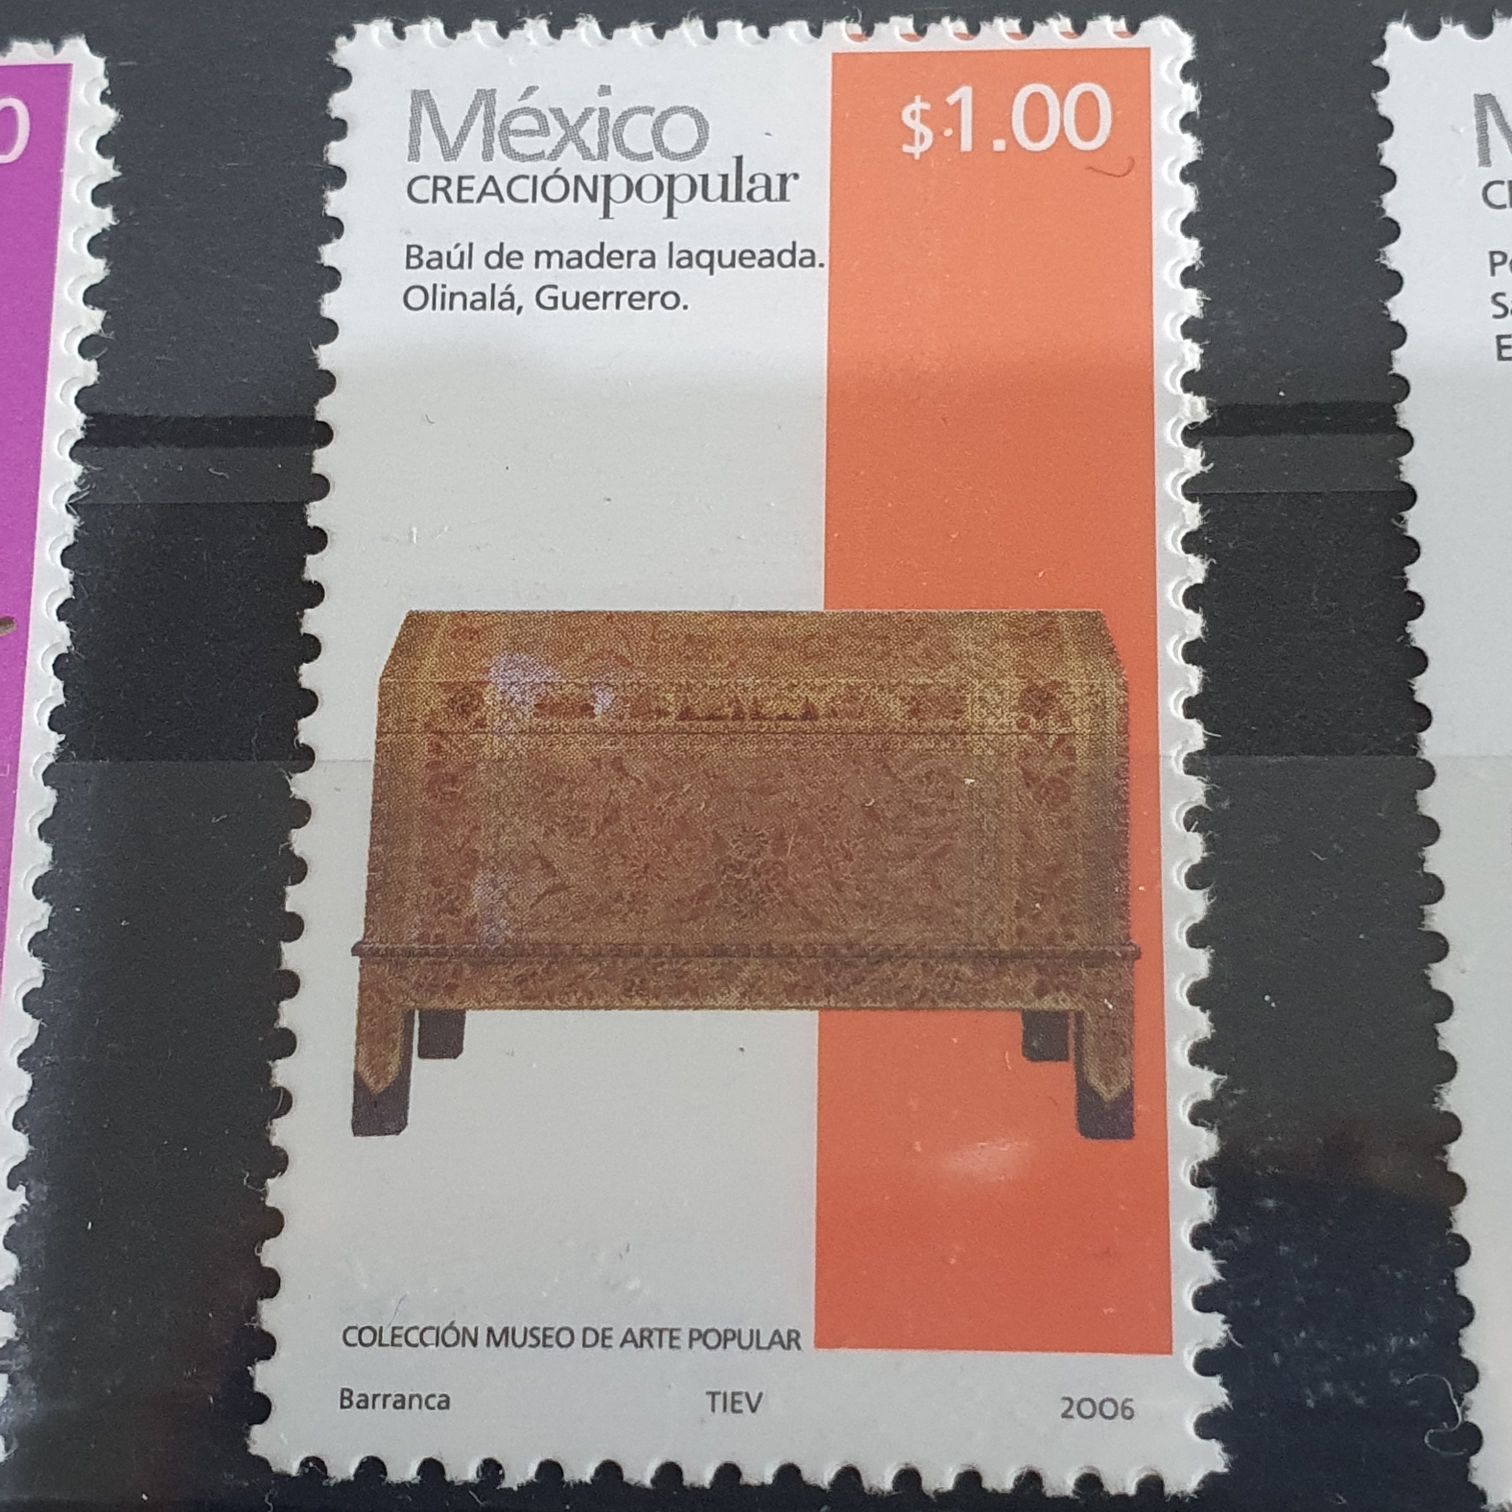 México
$1.00
CREACIÓNpopular
Baúl de madera laqueada.
Olinalá, Guerrero.
COLECCIÓN MUSEO DE ARTE POPULAR
Barranca TIEV 2006